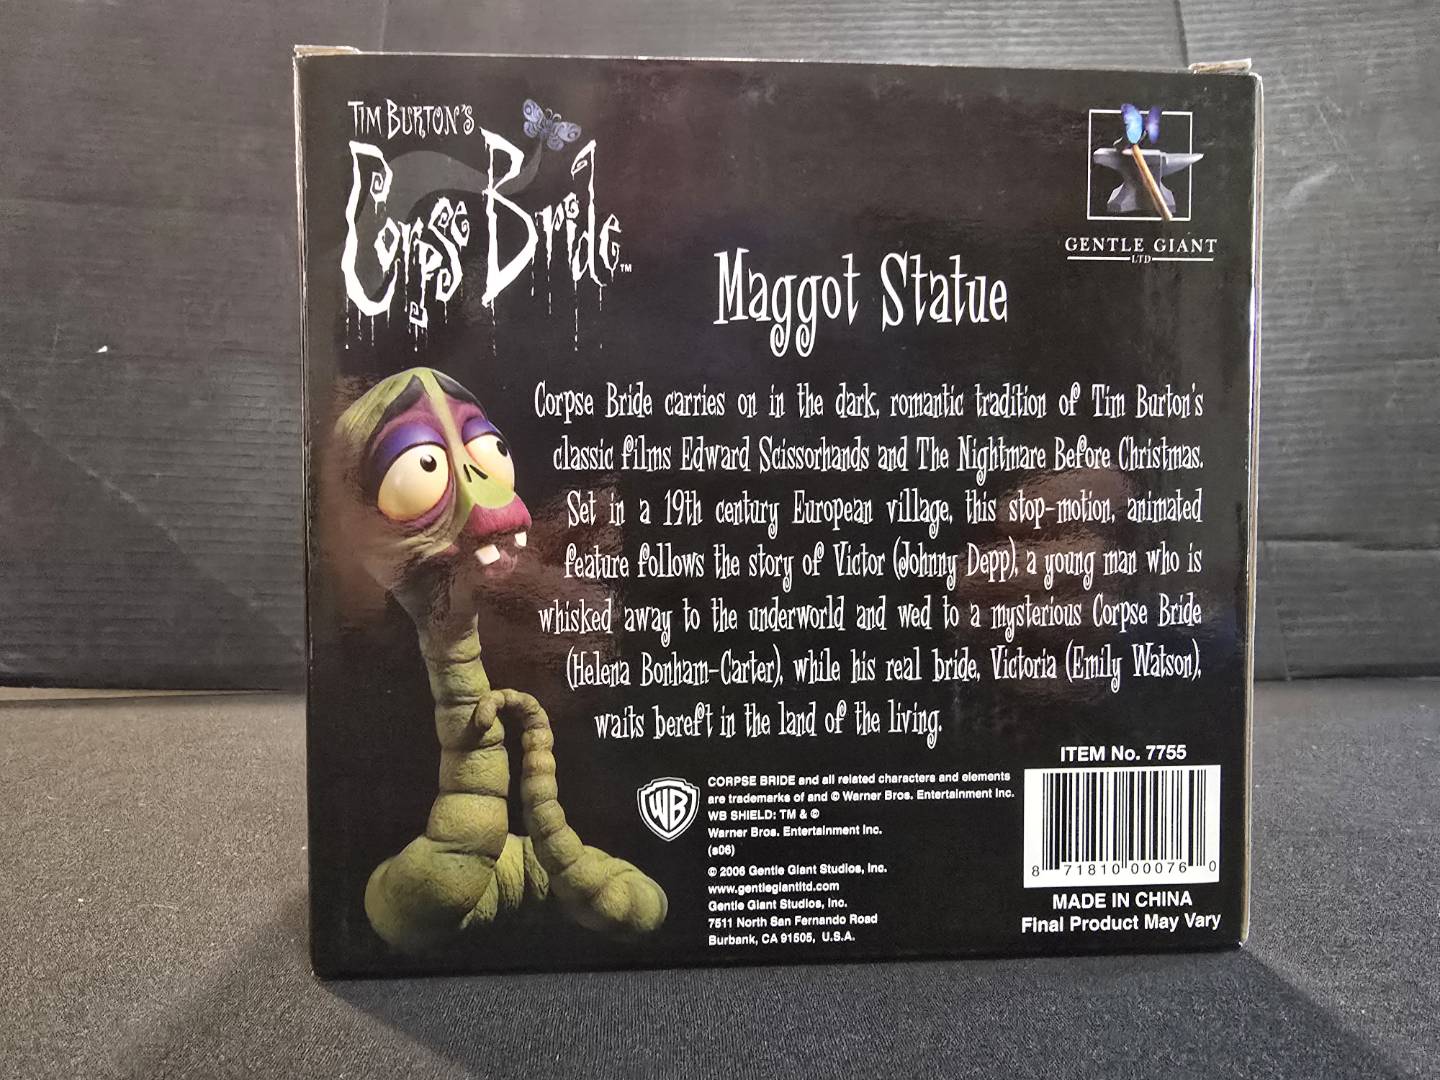 TIM BURTON'S
Corpse Bride™
GENTLE GIANT
LTD
Maggot Statue
Corpse Bride carries on in the dark, romantic tradition of Tim Burton's
classic films Edward Scissorhands and The Nightmare Before Christmas.
Set in a 19th century European village, this stop-motion, animated
feature follows the story of Victor (Johnny Depp), a young man who is
whisked away to the underworld and wed to a mysterious Corpse Bride
(Helena Bonham-Carter), while his real bride, Victoria (Emily Watson),
waits bereft in the land of the living.
WB
CORPSE BRIDE and all related characters and elements
are trademarks of and © Warner Bros. Entertainment Inc.
WB SHIELD: TM & ©
Warner Bros. Entertainment Inc.
(s06)
© 2006 Gentle Giant Studios, Inc.
www.gentlegiantltd.com
Gentle Giant Studios, Inc.
7511 North San Fernando Road
Burbank, CA 91505, U.S.A.
ITEM No. 7755
8 71810 00076 0
MADE IN CHINA
Final Product May Vary